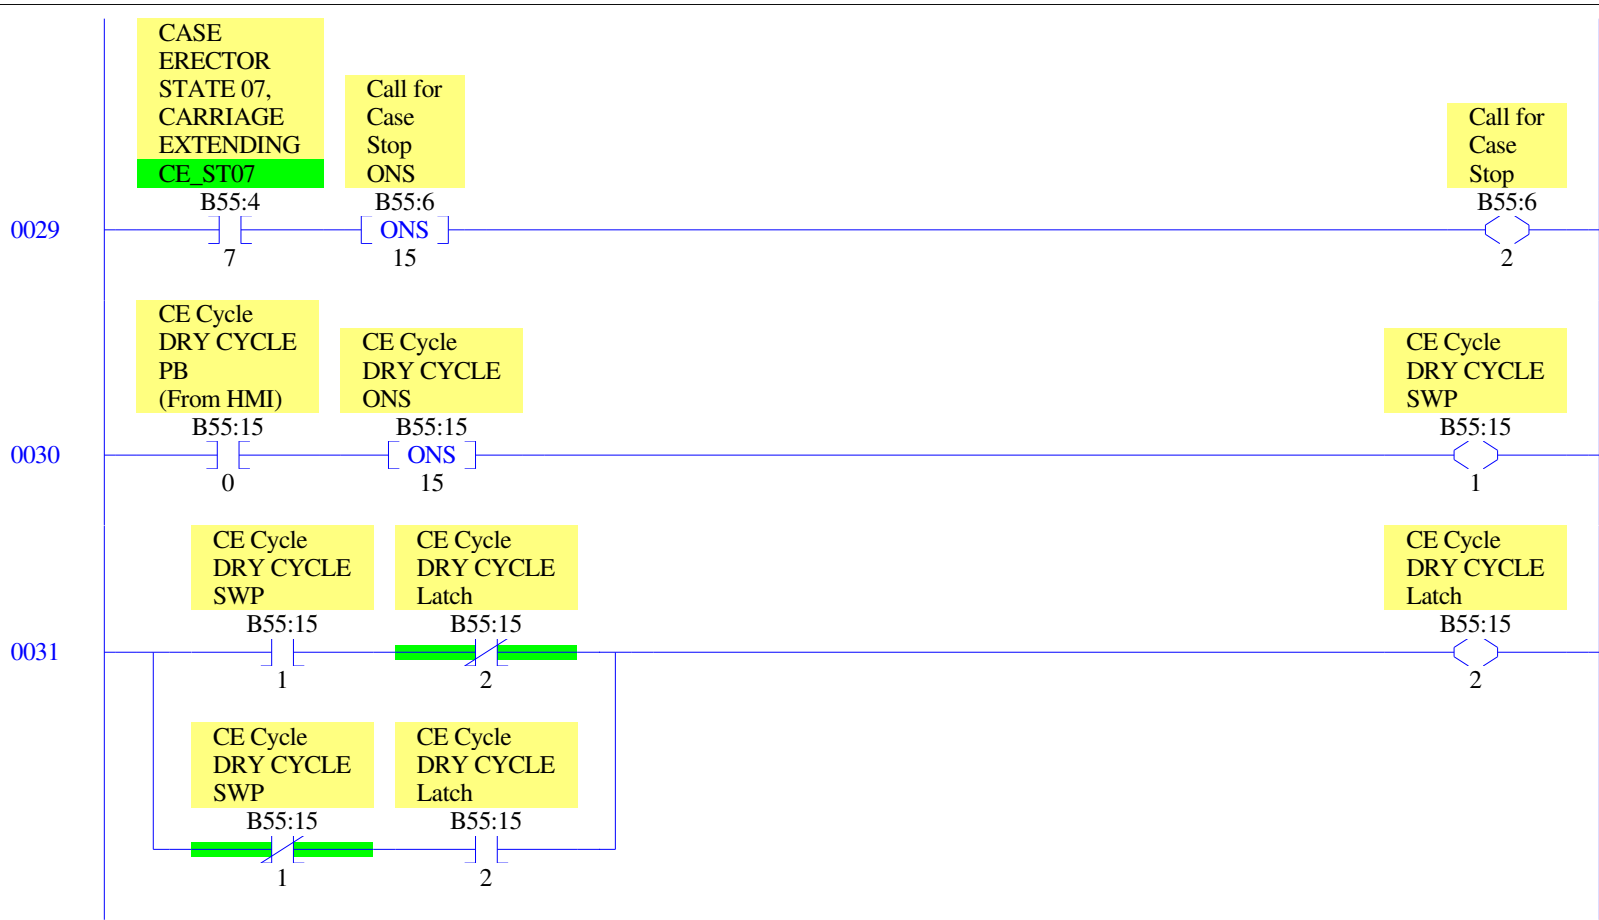 CASE
ERECTOR
STATE 07,
CARRIAGE
EXTENDING
CE_ST07
B55:4
7
Call for
Case
Stop
ONS
B55:6
ONS
15
Call for
Case
Stop
B55:6
2
0029
CE Cycle
DRY CYCLE
PB
(From HMI)
B55:15
0
CE Cycle
DRY CYCLE
ONS
B55:15
ONS
15
CE Cycle
DRY CYCLE
SWP
B55:15
1
0030
CE Cycle
DRY CYCLE
SWP
B55:15
1
CE Cycle
DRY CYCLE
Latch
B55:15
2
CE Cycle
DRY CYCLE
Latch
B55:15
2
0031
CE Cycle
DRY CYCLE
SWP
B55:15
1
CE Cycle
DRY CYCLE
Latch
B55:15
2